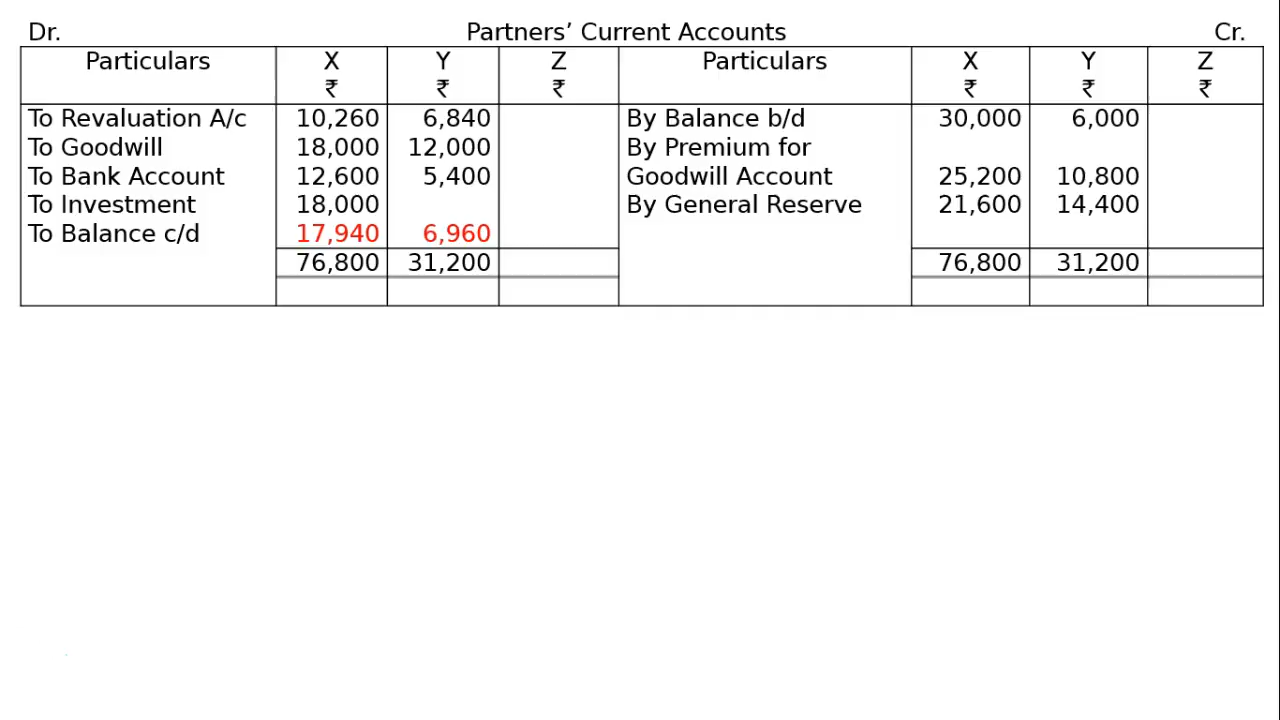 Dr. Partners’ Current Accounts Cr.
Particulars X Y Z Particulars X Y Z
₹ ₹ ₹ ₹ ₹ ₹
To Revaluation A/c 10,260 6,840 By Balance b/d 30,000 6,000
To Goodwill 18,000 12,000 By Premium for
To Bank Account 12,600 5,400 Goodwill Account 25,200 10,800
To Investment 18,000 By General Reserve 21,600 14,400
To Balance c/d 17,940 6,960
76,800 31,200 76,800 31,200